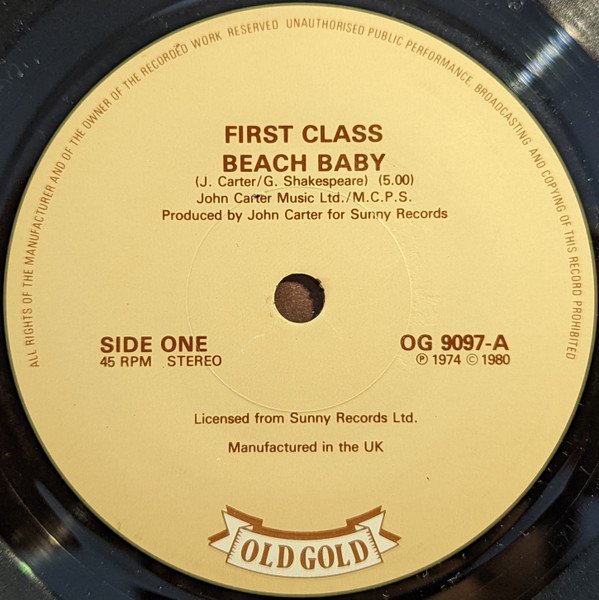 ALL RIGHTS OF THE MANUFACTURER AND OF THE OWNER OF THE RECORDED WORK RESERVED UNAUTHORISED PUBLIC PERFORMANCE, BROADCASTING AND COPYING OF THIS RECORD PROHIBITED
FIRST CLASS
BEACH BABY
(J. Carter/G. Shakespeare) (5.00)
John Carter Music Ltd./M.C.P.S.
Produced by John Carter for Sunny Records
SIDE ONE
45 RPM STEREO
OG 9097-A
Ⓟ 1974 © 1980
Licensed from Sunny Records Ltd.
Manufactured in the UK
OLD GOLD